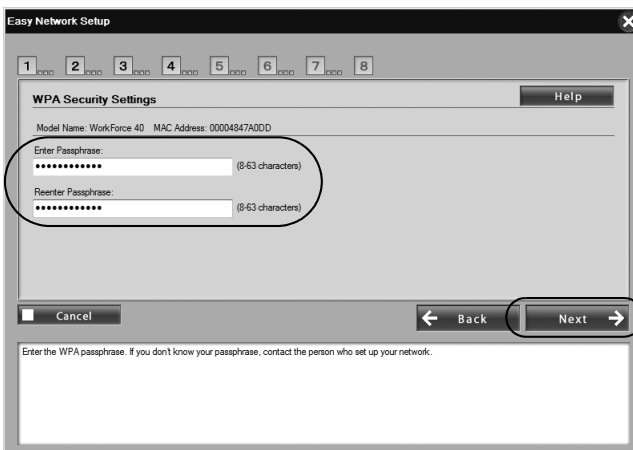 Easy Network Setup
1 2 3 4 5 6 7 8
WPA Security Settings
Help
Model Name: WorkForce 40 MAC Address: 00004847A0DD
Enter Passphrase:
•••••••••••• (8-63 characters)
Reenter Passphrase:
•••••••••••• (8-63 characters)
Cancel
Back
Next
Enter the WPA passphrase. If you don't know your passphrase, contact the person who set up your network.